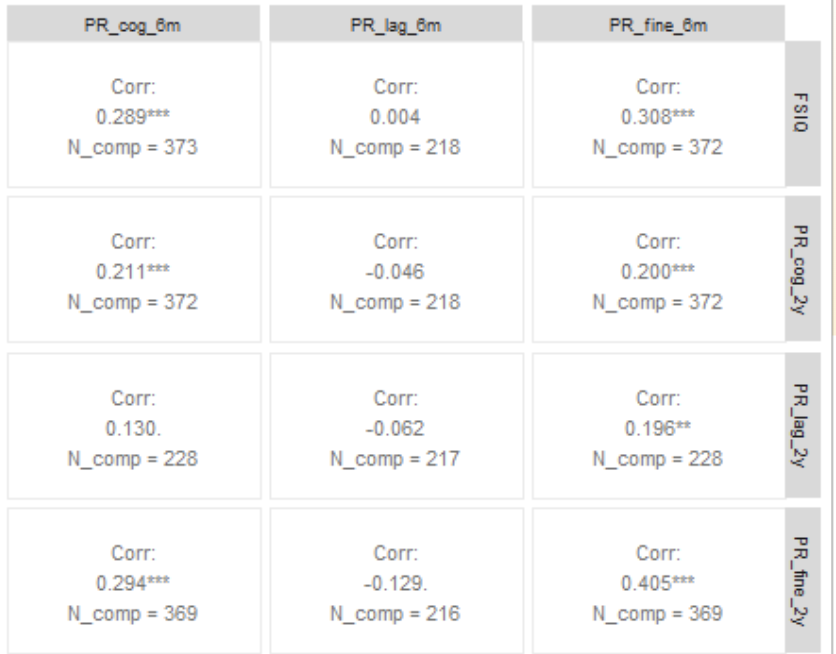 PR_cog_6m PR_lag_6m PR_fine_6m
Corr: Corr: Corr:
0.289*** 0.004 0.308***
N_comp = 373 N_comp = 218 N_comp = 372
FSIQ
Corr: Corr: Corr:
0.211*** -0.046 0.200***
N_comp = 372 N_comp = 218 N_comp = 372
PR_cog_2y
Corr: Corr: Corr:
0.130. -0.062 0.196**
N_comp = 228 N_comp = 217 N_comp = 228
PR_lag_2y
Corr: Corr: Corr:
0.294*** -0.129. 0.405***
N_comp = 369 N_comp = 216 N_comp = 369
PR_fine_2y